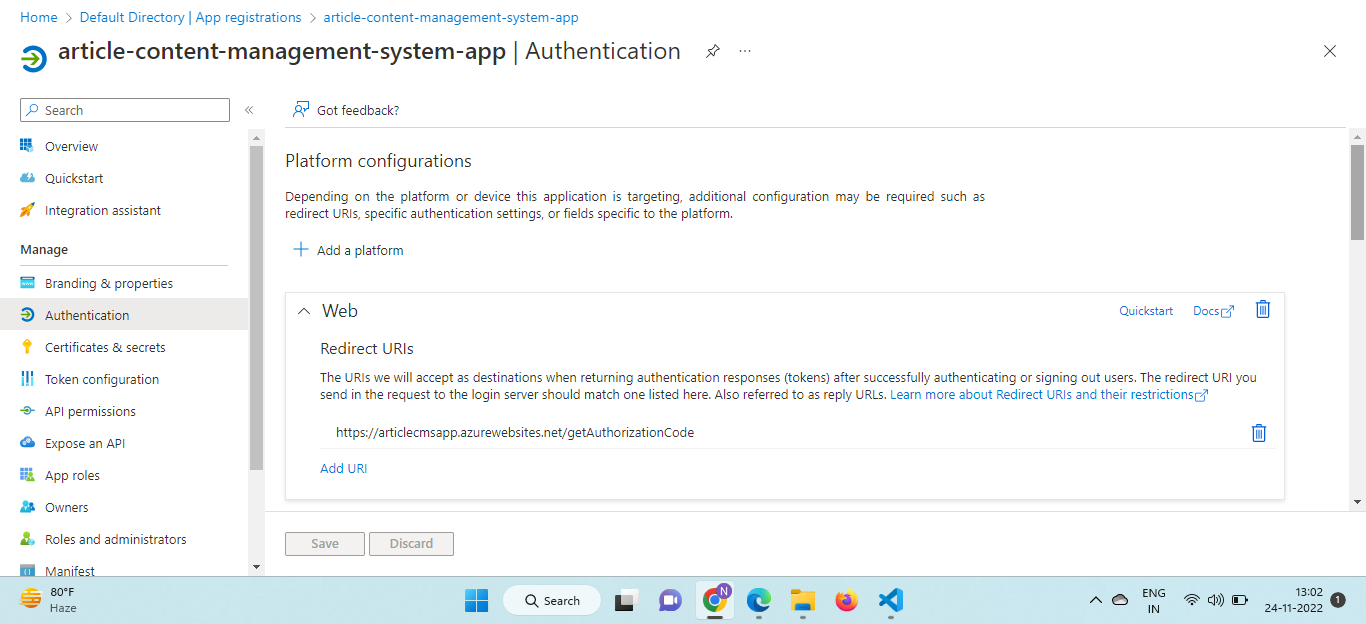 Home > Default Directory | App registrations > article-content-management-system-app
article-content-management-system-app | Authentication
Search
Got feedback?
Overview
Quickstart
Integration assistant
Manage
Branding & properties
Authentication
Certificates & secrets
Token configuration
API permissions
Expose an API
App roles
Owners
Roles and administrators
Manifest
Platform configurations
Depending on the platform or device this application is targeting, additional configuration may be required such as
redirect URIs, specific authentication settings, or fields specific to the platform.
Add a platform
Web
Quickstart
Docs
Redirect URIs
The URIs we will accept as destinations when returning authentication responses (tokens) after successfully authenticating or signing out users. The redirect URI you
send in the request to the login server should match one listed here. Also referred to as reply URLs. Learn more about Redirect URIs and their restrictions
https://articlecmsapp.azurewebsites.net/getAuthorizationCode
Add URI
Save
Discard
80°F
Haze
Search
N
ENG
IN
13:02
24-11-2022
1